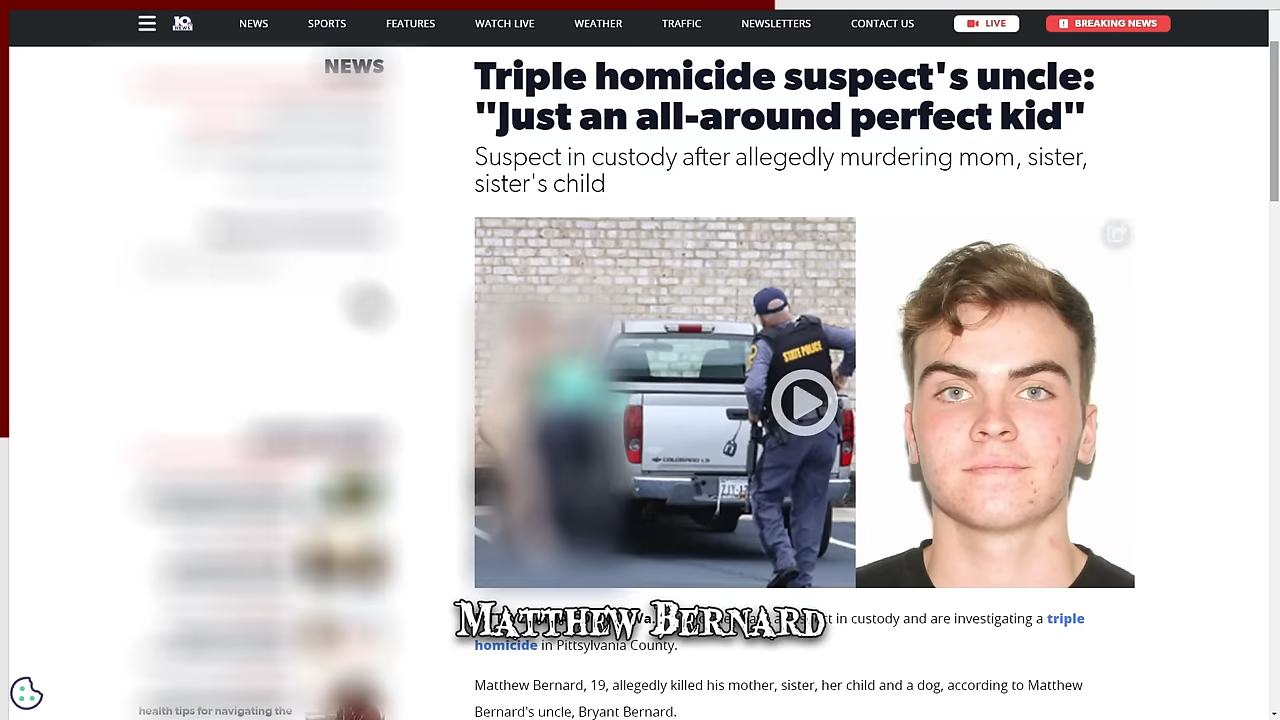 10
NEWS
NEWS SPORTS FEATURES WATCH LIVE WEATHER TRAFFIC NEWSLETTERS CONTACT US LIVE BREAKING NEWS
NEWS
Triple homicide suspect's uncle:
"Just an all-around perfect kid"
Suspect in custody after allegedly murdering mom, sister,
sister's child
STATE POLICE
COLORADO LS
MATTHEW BERNARD
in custody and are investigating a triple
homicide in Pittsylvania County.
Matthew Bernard, 19, allegedly killed his mother, sister, her child and a dog, according to Matthew
Bernard's uncle, Bryant Bernard.
health tips for navigating the